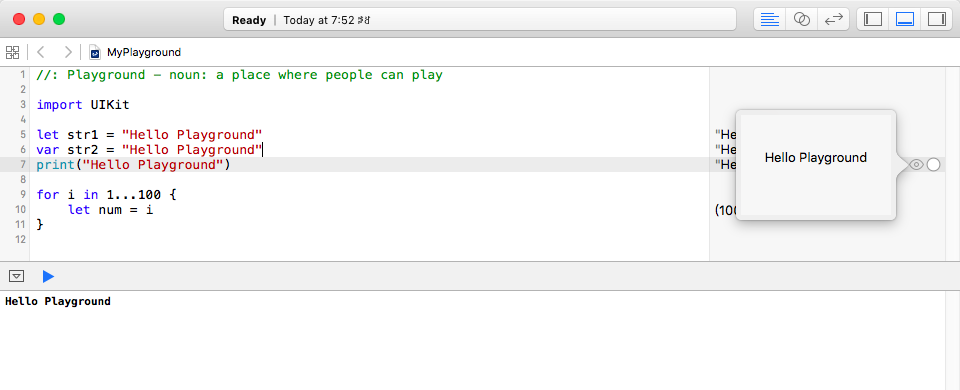 Ready | Today at 7:52
MyPlayground
1 //: Playground - noun: a place where people can play
2
3 import UIKit
4
5 let str1 = "Hello Playground"
6 var str2 = "Hello Playground"
7 print("Hello Playground")
8
9 for i in 1...100 {
10 let num = i
11 }
12
"He
"He
"He
(100
Hello Playground
Hello Playground